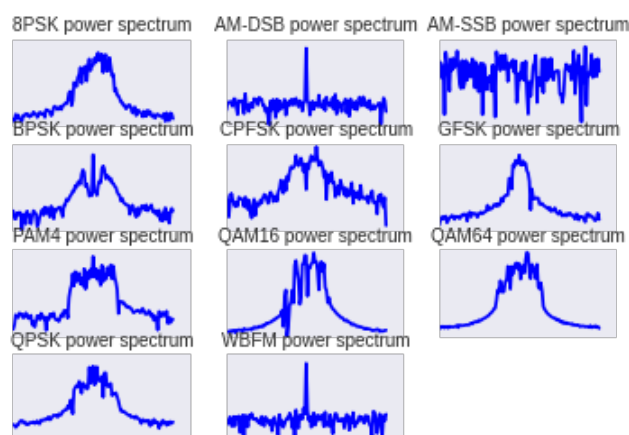 8PSK power spectrum
AM-DSB power spectrum
AM-SSB power spectrum
BPSK power spectrum
CPFSK power spectrum
GFSK power spectrum
PAM4 power spectrum
QAM16 power spectrum
QAM64 power spectrum
QPSK power spectrum
WBFM power spectrum